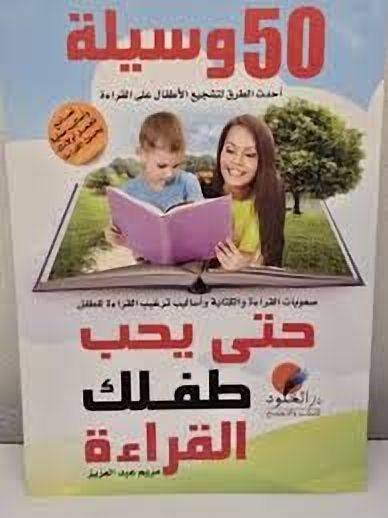 50 وسيلة
أحدث الطرق لتشجيع الأطفال على القراءة
صعوبات القراءة والكتابة وأساليب ترغيب القراءة للطفل
حتى يحب
طفلك
القراءة
دار الخلود
مريم عبد العزيز